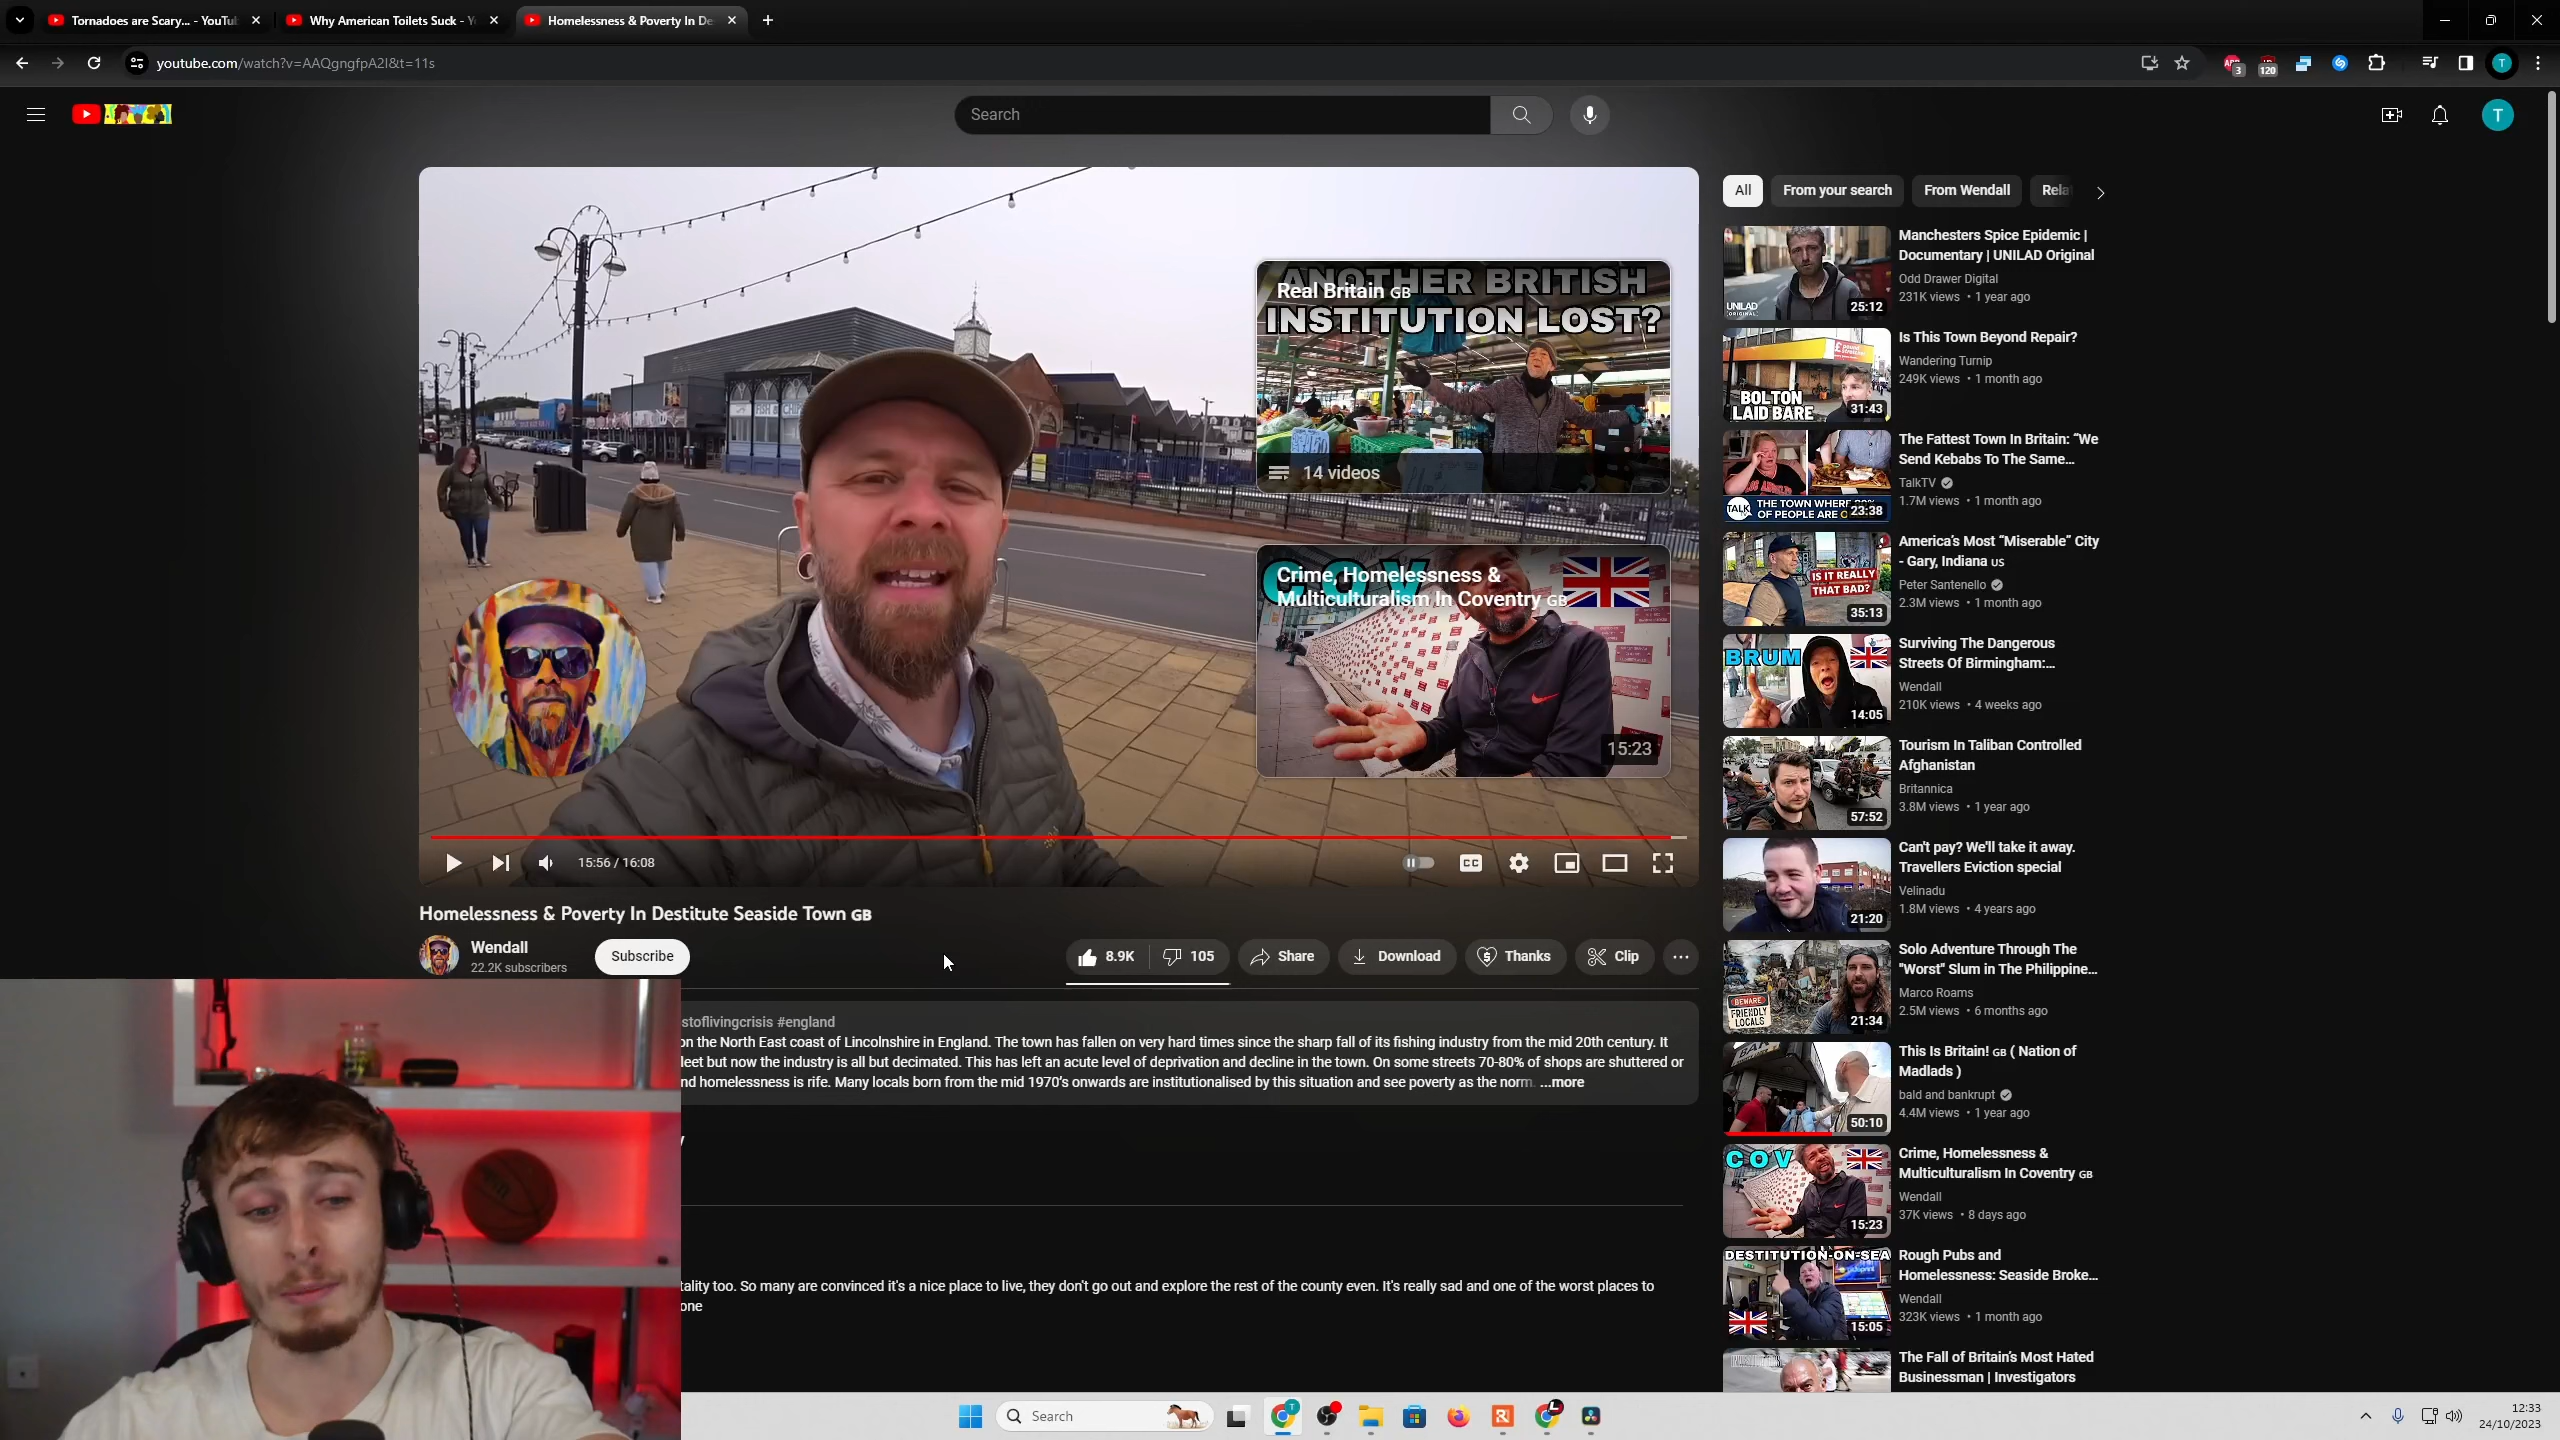 Tornadoes are Scary... - YouTu
Why American Toilets Suck - Y
Homelessness & Poverty In De
youtube.com/watch?v=AAQgngfpA2I&t=11s
3
120
T
Search
T
All
From your search
From Wendall
Rela
ANOTHER BRITISH
Real Britain GB
INSTITUTION LOST?
14 videos
COV
Crime, Homelessness &
Multiculturalism In Coventry GB
15:23
FISH & CHIPS
15:56 / 16:08
CC
Homelessness & Poverty In Destitute Seaside Town GB
Wendall
22.2K subscribers
Subscribe
8.9K
105
Share
Download
Thanks
Clip
stoflivingcrisis #england
on the North East coast of Lincolnshire in England. The town has fallen on very hard times since the sharp fall of its fishing industry from the mid 20th century. It
leet but now the industry is all but decimated. This has left an acute level of deprivation and decline in the town. On some streets 70-80% of shops are shuttered or
nd homelessness is rife. Many locals born from the mid 1970's onwards are institutionalised by this situation and see poverty as the norm. ...more
tality too. So many are convinced it's a nice place to live, they don't go out and explore the rest of the county even. It's really sad and one of the worst places to
one
Manchesters Spice Epidemic |
Documentary | UNILAD Original
Odd Drawer Digital
231K views • 1 year ago
UNILAD
ORIGINAL
25:12
Is This Town Beyond Repair?
Wandering Turnip
249K views • 1 month ago
BOLTON
LAID BARE
31:43
The Fattest Town In Britain: “We
Send Kebabs To The Same...
TalkTV
1.7M views • 1 month ago
TALK
THE TOWN WHERE 80%
OF PEOPLE ARE O
23:38
America’s Most “Miserable” City
- Gary, Indiana US
Peter Santenello
2.3M views • 1 month ago
IS IT REALLY
THAT BAD?
35:13
Surviving The Dangerous
Streets Of Birmingham:...
Wendall
210K views • 4 weeks ago
BRUM
14:05
Tourism In Taliban Controlled
Afghanistan
Britannica
3.8M views • 1 year ago
57:52
Can't pay? We'll take it away.
Travellers Eviction special
Velinadu
1.8M views • 4 years ago
21:20
Solo Adventure Through The
"Worst" Slum in The Philippine...
Marco Roams
2.5M views • 6 months ago
BEWARE
FRIENDLY
LOCALS
21:34
This Is Britain! GB ( Nation of
Madlads )
bald and bankrupt
4.4M views • 1 year ago
50:10
Crime, Homelessness &
Multiculturalism In Coventry GB
Wendall
37K views • 8 days ago
COV
15:23
Rough Pubs and
Homelessness: Seaside Broke...
Wendall
323K views • 1 month ago
DESTITUTION-ON-SEA
15:05
The Fall of Britain's Most Hated
Businessman | Investigators
Search
12:33
24/10/2023